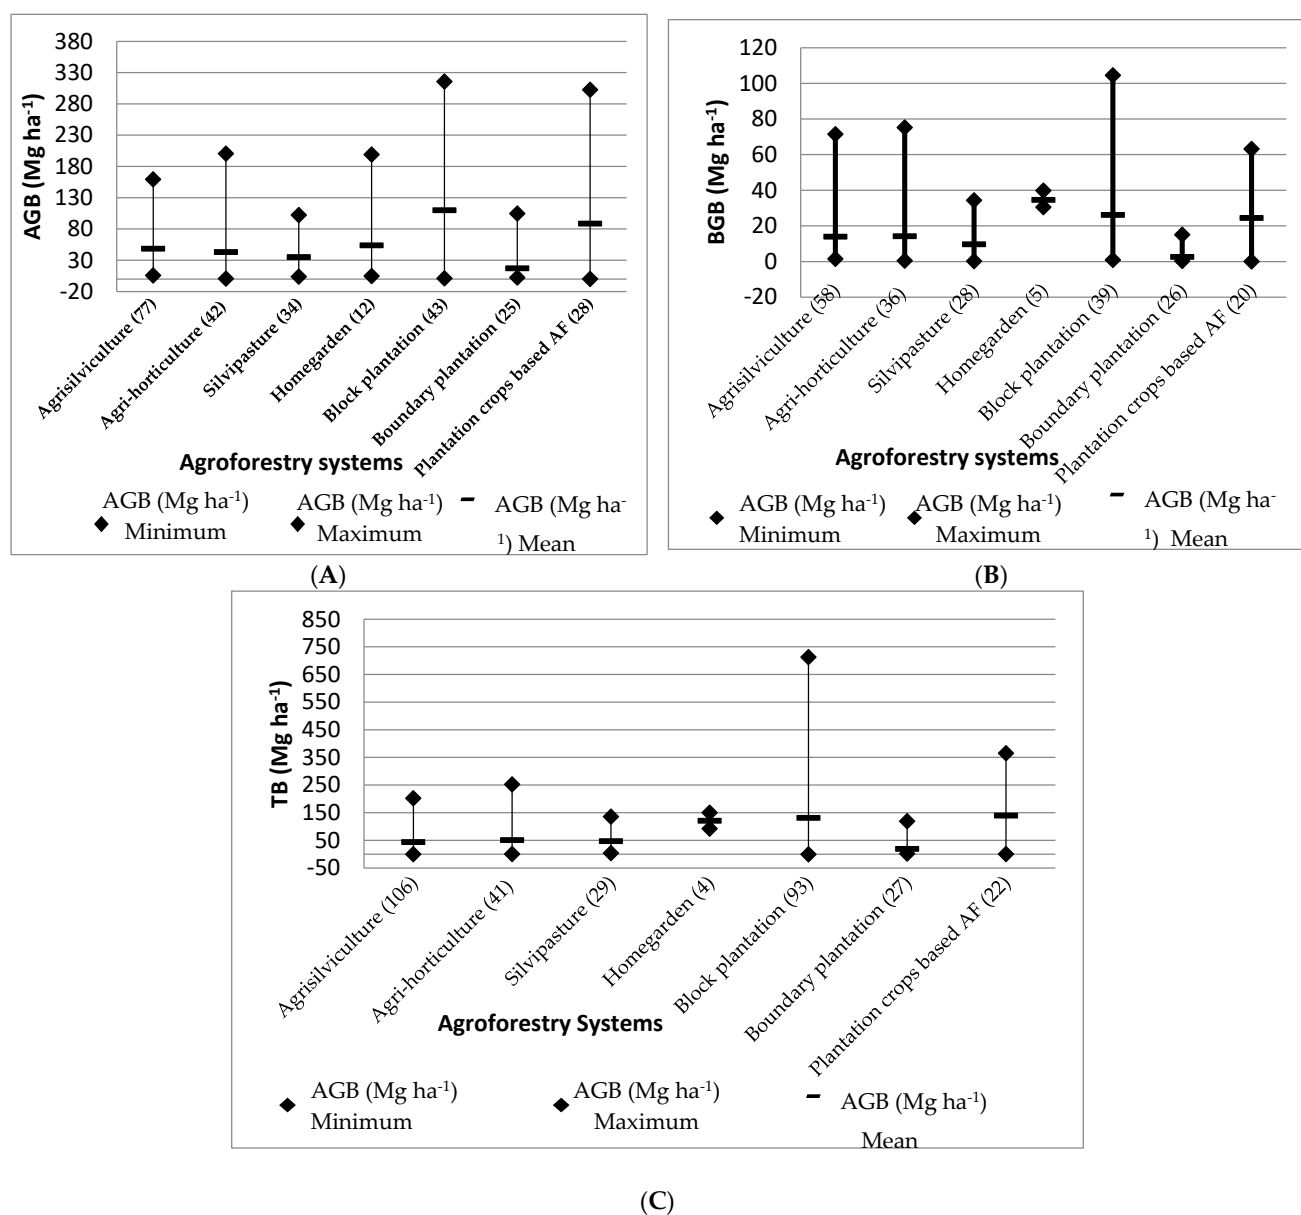 380
330
280
230
180
130
80
30
-20
AGB (Mg ha-1)
Agrisilviculture (77)
Agri-horticulture (42)
Silvipasture (34)
Homegarden (12)
Block plantation (43)
Boundary plantation (25)
Plantation crops based AF (28)
Agroforestry systems
AGB (Mg ha-1)
Minimum
AGB (Mg ha-1)
Maximum
AGB (Mg ha-
1) Mean
(A)
120
100
80
60
40
20
0
-20
BGB (Mg ha-1)
Agrisilviculture (58)
Agri-horticulture (36)
Silvipasture (28)
Homegarden (5)
Block plantation (39)
Boundary plantation (26)
Plantation crops based AF (20)
Agroforestry systems
AGB (Mg ha-1)
Minimum
AGB (Mg ha-1)
Maximum
AGB (Mg ha-
1) Mean
(B)
850
750
650
550
450
350
250
150
50
-50
TB (Mg ha-1)
Agrisilviculture (106)
Agri-horticulture (41)
Silvipasture (29)
Homegarden (4)
Block plantation (93)
Boundary plantation (27)
Plantation crops based AF (22)
Agroforestry Systems
AGB (Mg ha-1)
Minimum
AGB (Mg ha-1)
Maximum
AGB (Mg ha-1)
Mean
(C)